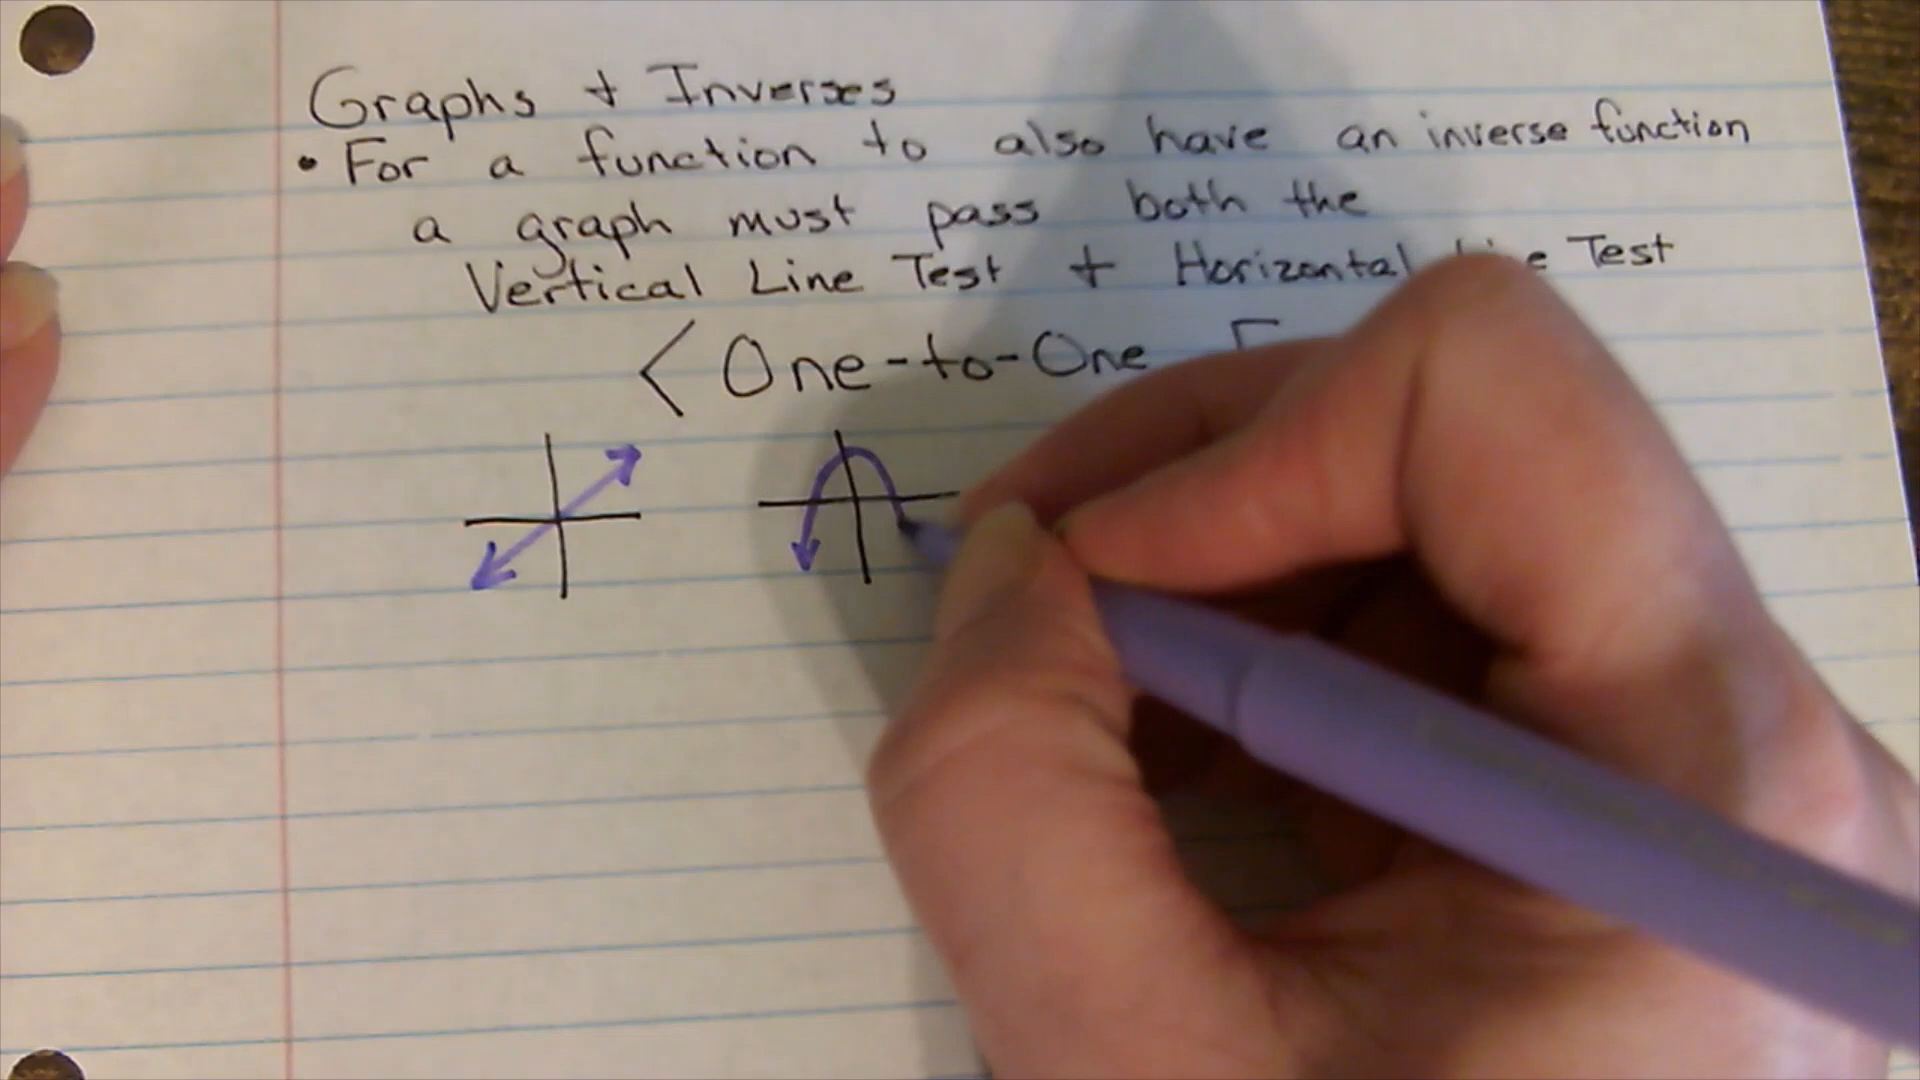 Graphs + Inverses
• For a function to also have an inverse function
a graph must pass both the
Vertical Line Test + Horizontal Test
< One-to-One